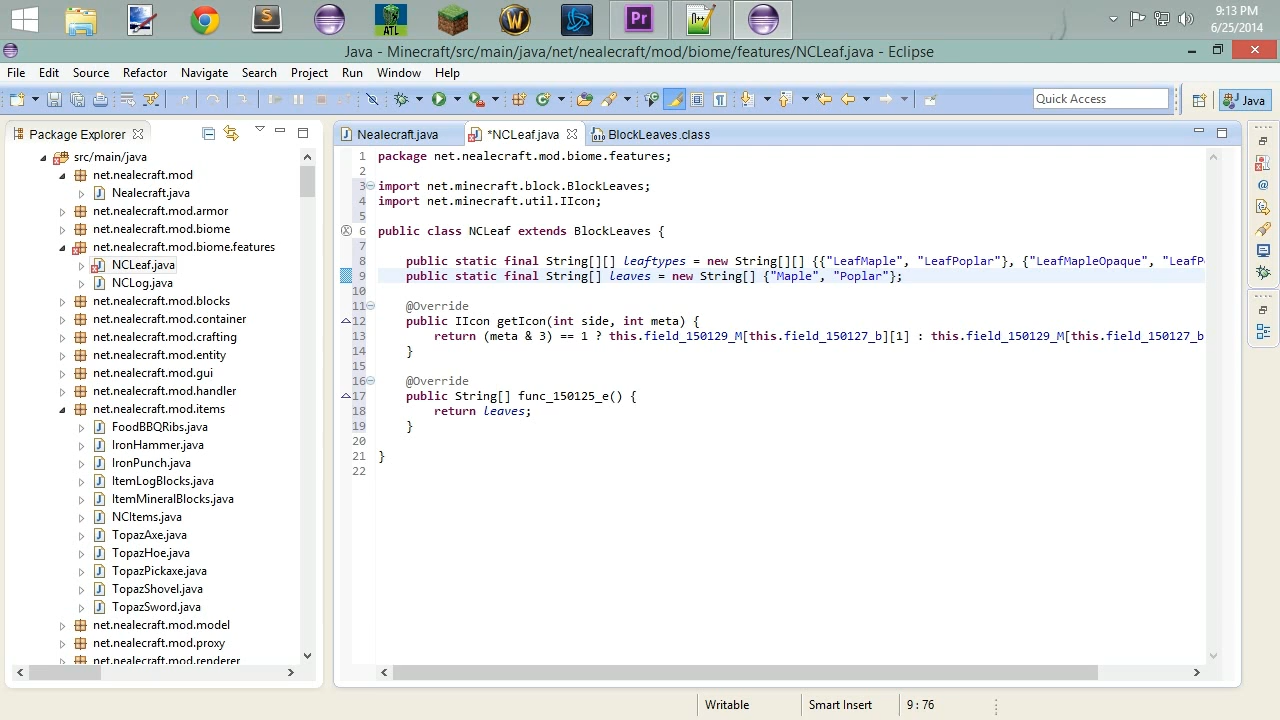 ATL
Pr
n++
9:13 PM
6/25/2014
Java - Minecraft/src/main/java/net/nealecraft/mod/biome/features/NCLeaf.java - Eclipse
File Edit Source Refactor Navigate Search Project Run Window Help
Quick Access
Java
Package Explorer
Nealecraft.java
*NCLeaf.java
BlockLeaves.class
src/main/java
net.nealecraft.mod
Nealecraft.java
net.nealecraft.mod.armor
net.nealecraft.mod.biome
net.nealecraft.mod.biome.features
NCLeaf.java
NCLog.java
net.nealecraft.mod.blocks
net.nealecraft.mod.container
net.nealecraft.mod.crafting
net.nealecraft.mod.entity
net.nealecraft.mod.gui
net.nealecraft.mod.handler
net.nealecraft.mod.items
FoodBBQRibs.java
IronHammer.java
IronPunch.java
ItemLogBlocks.java
ItemMineralBlocks.java
NCItems.java
TopazAxe.java
TopazHoe.java
TopazPickaxe.java
TopazShovel.java
TopazSword.java
net.nealecraft.mod.model
net.nealecraft.mod.proxy
net.nealecraft.mod.renderer
1 package net.nealecraft.mod.biome.features;
2
3 import net.minecraft.block.BlockLeaves;
4 import net.minecraft.util.IIcon;
5
6 public class NCLeaf extends BlockLeaves {
7
8 public static final String[][] leaftypes = new String[][] {{"LeafMaple", "LeafPoplar"}, {"LeafMapleOpaque", "LeafP
9 public static final String[] leaves = new String[] {"Maple", "Poplar"};
10
11 @Override
12 public IIcon getIcon(int side, int meta) {
13 return (meta & 3) == 1 ? this.field_150129_M[this.field_150127_b][1] : this.field_150129_M[this.field_150127_b
14 }
15
16 @Override
17 public String[] func_150125_e() {
18 return leaves;
19 }
20
21 }
22
Writable
Smart Insert
9 : 76